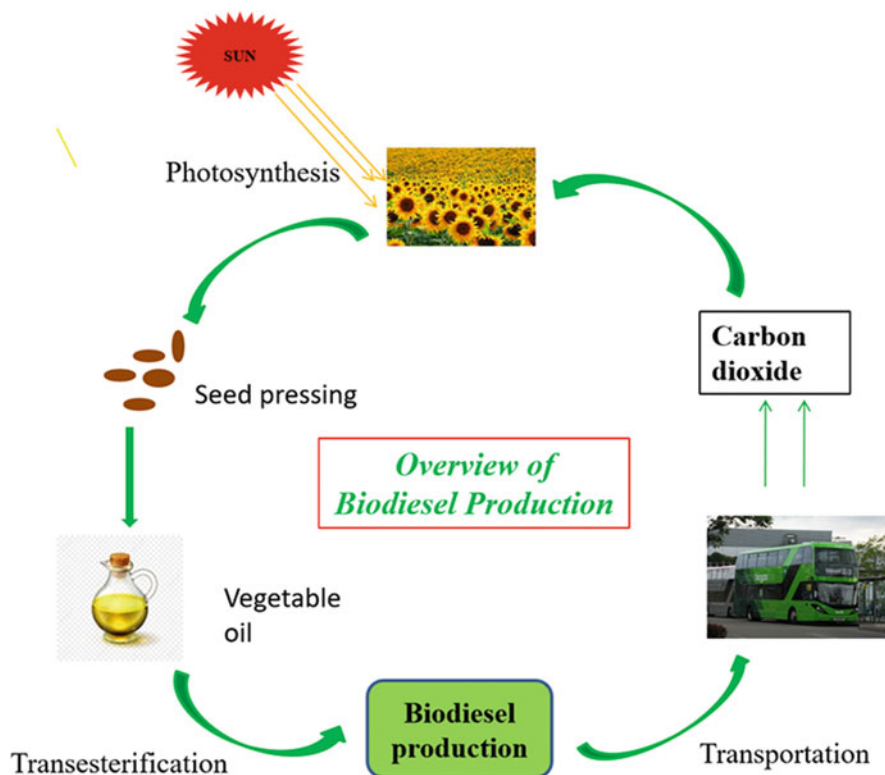 SUN
Photosynthesis
Carbon
dioxide
Seed pressing
Overview of
Biodiesel Production
Vegetable
oil
Biodiesel
production
Transesterification
Transportation